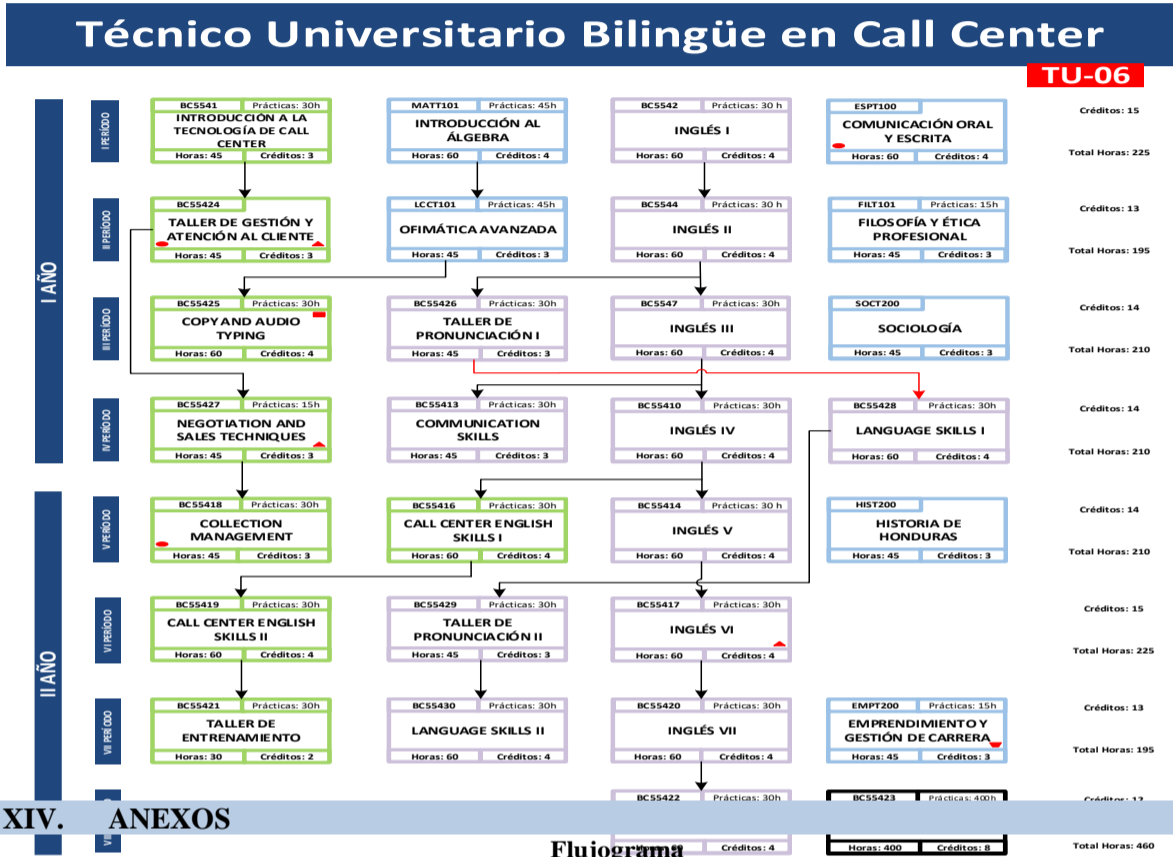 Técnico Universitario Bilingüe en Call Center
TU-06
I AÑO
I PERÍODO
BC5541 Prácticas: 30h
INTRODUCCIÓN A LA
TECNOLOGÍA DE CALL
CENTER
Horas: 45 Créditos: 3
MATT101 Prácticas: 45h
INTRODUCCIÓN AL
ÁLGEBRA
Horas: 60 Créditos: 4
BC5542 Prácticas: 30 h
INGLÉS I
Horas: 60 Créditos: 4
ESPT100
COMUNICACIÓN ORAL
Y ESCRITA
Horas: 60 Créditos: 4
Créditos: 15
Total Horas: 225
II PERÍODO
BC55424
TALLER DE GESTIÓN Y
ATENCIÓN AL CLIENTE
Horas: 45 Créditos: 3
LCCT101 Prácticas: 45h
OFIMÁTICA AVANZADA
Horas: 45 Créditos: 3
BC5544 Prácticas: 30 h
INGLÉS II
Horas: 60 Créditos: 4
FILT101 Prácticas: 15h
FILOSOFÍA Y ÉTICA
PROFESIONAL
Horas: 45 Créditos: 3
Créditos: 13
Total Horas: 195
III PERÍODO
BC55425 Prácticas: 30h
COPY AND AUDIO
TYPING
Horas: 60 Créditos: 4
BC55426 Prácticas: 30h
TALLER DE
PRONUNCIACIÓN I
Horas: 45 Créditos: 3
BC5547 Prácticas: 30h
INGLÉS III
Horas: 60 Créditos: 4
SOCT200
SOCIOLOGÍA
Horas: 45 Créditos: 3
Créditos: 14
Total Horas: 210
IV PERÍODO
BC55427 Prácticas: 15h
NEGOTIATION AND
SALES TECHNIQUES
Horas: 45 Créditos: 3
BC55413 Prácticas: 30h
COMMUNICATION
SKILLS
Horas: 45 Créditos: 3
BC55410 Prácticas: 30h
INGLÉS IV
Horas: 60 Créditos: 4
BC55428 Prácticas: 30h
LANGUAGE SKILLS I
Horas: 60 Créditos: 4
Créditos: 14
Total Horas: 210
II AÑO
V PERÍODO
BC55418 Prácticas: 30h
COLLECTION
MANAGEMENT
Horas: 45 Créditos: 3
BC55416 Prácticas: 30h
CALL CENTER ENGLISH
SKILLS I
Horas: 60 Créditos: 4
BC55414 Prácticas: 30 h
INGLÉS V
Horas: 60 Créditos: 4
HIST200
HISTORIA DE
HONDURAS
Horas: 45 Créditos: 3
Créditos: 14
Total Horas: 210
VI PERÍODO
BC55419 Prácticas: 30h
CALL CENTER ENGLISH
SKILLS II
Horas: 60 Créditos: 4
BC55429 Prácticas: 30h
TALLER DE
PRONUNCIACIÓN II
Horas: 45 Créditos: 3
BC55417 Prácticas: 30h
INGLÉS VI
Horas: 60 Créditos: 4
Créditos: 15
Total Horas: 225
VII PERÍODO
BC55421 Prácticas: 30h
TALLER DE
ENTRENAMIENTO
Horas: 30 Créditos: 2
BC55430 Prácticas: 30h
LANGUAGE SKILLS II
Horas: 60 Créditos: 4
BC55420 Prácticas: 30h
INGLÉS VII
Horas: 60 Créditos: 4
EMPT200 Prácticas: 15h
EMPRENDIMIENTO Y
GESTIÓN DE CARRERA
Horas: 45 Créditos: 3
Créditos: 13
Total Horas: 195
BC55422 Prácticas: 30h
BC55423 Prácticas: 400h
Créditos: 12
XIV. ANEXOS
Flujograma
Créditos: 4
Horas: 400 Créditos: 8
Total Horas: 460